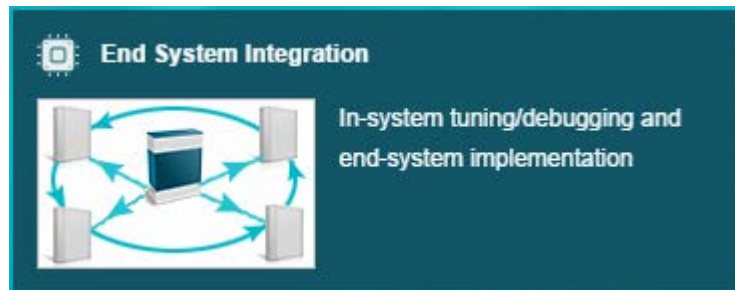 End System Integration
In-system tuning/debugging and
end-system implementation